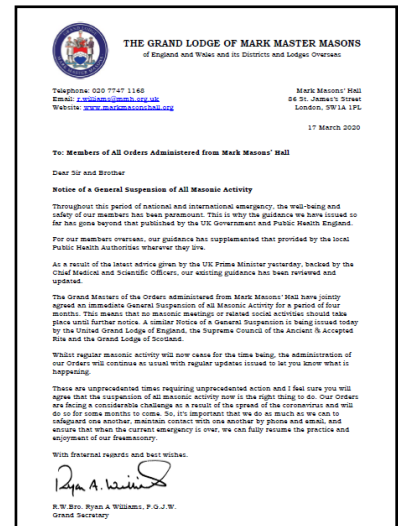 THE GRAND LODGE OF MARK MASTER MASONS
of England and Wales and its Districts and Lodges Overseas
Telephone: 020 7747 1168
Email: r.williams@mmh.org.uk
Website: www.markmasonshall.org
Mark Masons' Hall
86 St. James's Street
London, SW1A 1PL
17 March 2020
To: Members of All Orders Administered from Mark Masons' Hall
Dear Sir and Brother
Notice of a General Suspension of All Masonic Activity
Throughout this period of national and international emergency, the well-being and
safety of our members has been paramount. This is why the guidance we have issued so
far has gone beyond that published by the UK Government and Public Health England.
For our members overseas, our guidance has supplemented that provided by the local
Public Health Authorities wherever they live.
As a result of the latest advice given by the UK Prime Minister yesterday, backed by the
Chief Medical and Scientific Officers, our existing guidance has been reviewed and
updated.
The Grand Masters of the Orders administered from Mark Masons' Hall have jointly
agreed an immediate General Suspension of all Masonic Activity for a period of four
months. This means that no masonic meetings or related social activities should take
place until further notice. A similar Notice of a General Suspension is being issued today
by the United Grand Lodge of England, the Supreme Council of the Ancient & Accepted
Rite and the Grand Lodge of Scotland.
Whilst regular masonic activity will now cease for the time being, the administration of
our Orders will continue as usual with regular updates issued to let you know what is
happening.
These are unprecedented times requiring unprecedented action and I feel sure you will
agree that the suspension of all masonic activity now is the right thing to do. Our Orders
are facing a considerable challenge as a result of the spread of the coronavirus and will
do so for some months to come. So, it's important that we do as much as we can to
safeguard one another, maintain contact with one another by phone and email, and
ensure that when the current emergency is over, we can fully resume the practice and
enjoyment of our freemasonry.
With fraternal regards and best wishes.
Ryan A. Williams
R.W.Bro. Ryan A Williams, P.G.J.W.
Grand Secretary